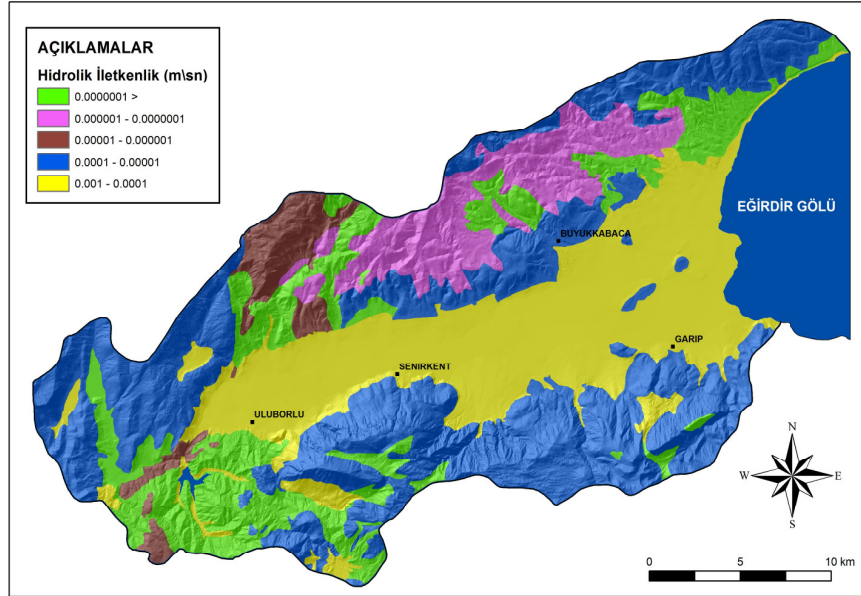 AÇIKLAMALAR
Hidrolik İletkenlik (m\sn)
0.0000001 >
0.000001 - 0.0000001
0.00001 - 0.000001
0.0001 - 0.00001
0.001 - 0.0001
EĞİRDİR GÖLÜ
BÜYÜKKABACA
GARIP
SENIRKENT
ULUBORLU
N
W E
S
0 5 10 km